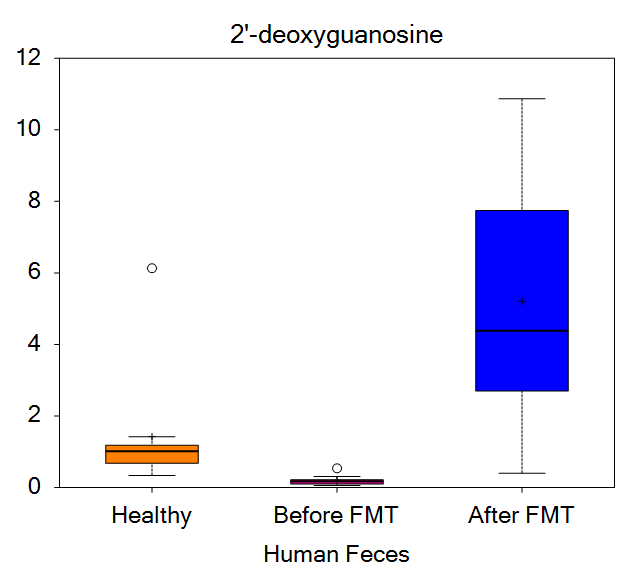 2'-deoxyguanosine
12
10
8
6
4
2
0
Healthy
Before FMT
After FMT
Human Feces